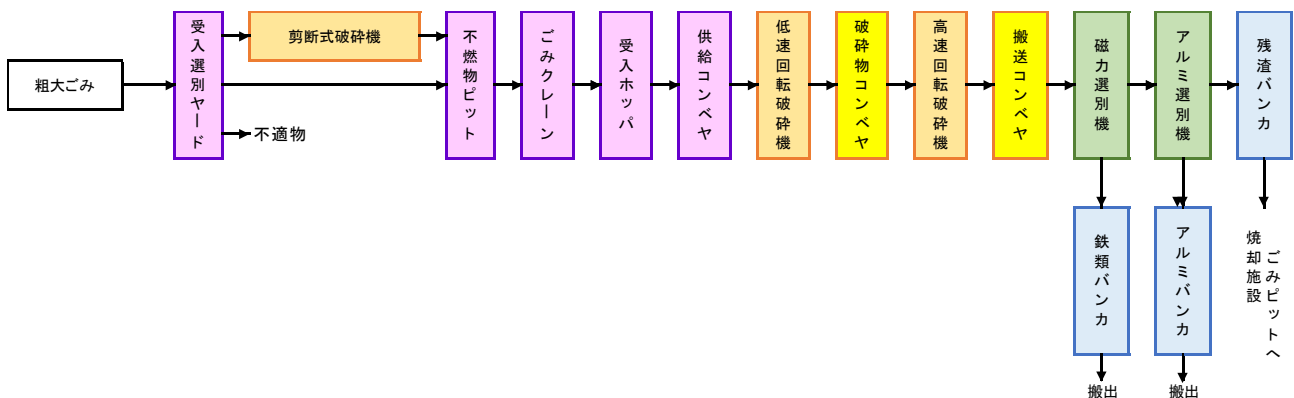 粗大ごみ
受入選別ヤード
剪断式破砕機
不適物
不燃物ピット
ごみクレーン
受入ホッパ
供給コンベヤ
低速回転破砕機
破砕物コンベヤ
高速回転破砕機
搬送コンベヤ
磁力選別機
アルミ選別機
残渣バンカ
鉄類バンカ
アルミバンカ
焼却施設
ごみピットへ
搬出
搬出